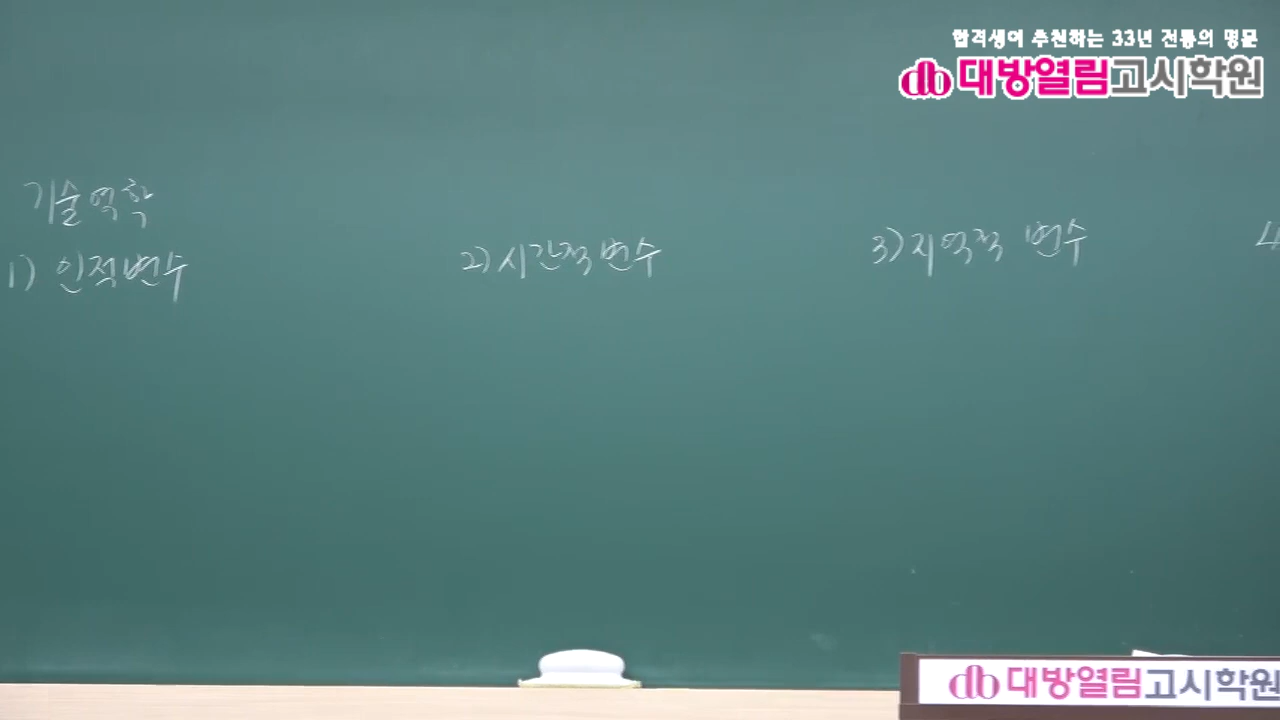 합격생이 추천하는 33년 전통의 명문
대방열림고시학원
기술역학
1) 인적변수
2) 시간적 변수
3) 지역적 변수
4
대방열림고시학원